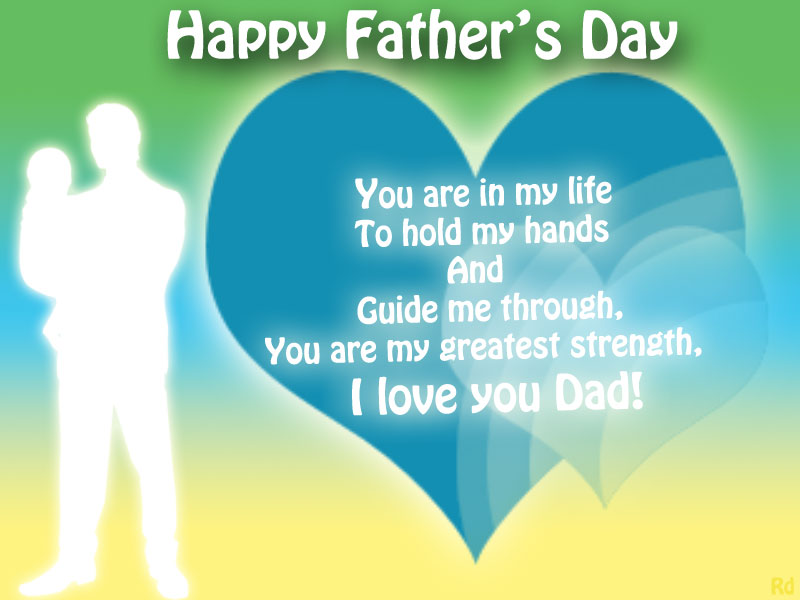 Happy Father's Day
You are in my life
To hold my hands
And
Guide me through,
You are my greatest strength,
I love you Dad!
Rd